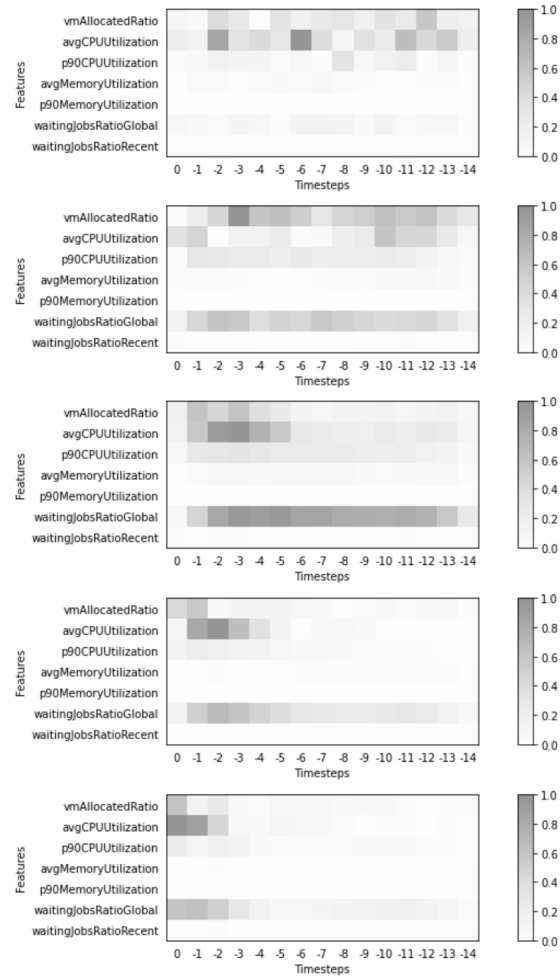 vmAllocatedRatio
avgCPUUtilization
p90CPUUtilization
avgMemoryUtilization
p90MemoryUtilization
waitingJobsRatioGlobal
waitingJobsRatioRecent
Features
0 -1 -2 -3 -4 -5 -6 -7 -8 -9 -10 -11 -12 -13 -14
Timesteps
1.0
0.8
0.6
0.4
0.2
0.0
vmAllocatedRatio
avgCPUUtilization
p90CPUUtilization
avgMemoryUtilization
p90MemoryUtilization
waitingJobsRatioGlobal
waitingJobsRatioRecent
Features
0 -1 -2 -3 -4 -5 -6 -7 -8 -9 -10 -11 -12 -13 -14
Timesteps
1.0
0.8
0.6
0.4
0.2
0.0
vmAllocatedRatio
avgCPUUtilization
p90CPUUtilization
avgMemoryUtilization
p90MemoryUtilization
waitingJobsRatioGlobal
waitingJobsRatioRecent
Features
0 -1 -2 -3 -4 -5 -6 -7 -8 -9 -10 -11 -12 -13 -14
Timesteps
1.0
0.8
0.6
0.4
0.2
0.0
vmAllocatedRatio
avgCPUUtilization
p90CPUUtilization
avgMemoryUtilization
p90MemoryUtilization
waitingJobsRatioGlobal
waitingJobsRatioRecent
Features
0 -1 -2 -3 -4 -5 -6 -7 -8 -9 -10 -11 -12 -13 -14
Timesteps
1.0
0.8
0.6
0.4
0.2
0.0
vmAllocatedRatio
avgCPUUtilization
p90CPUUtilization
avgMemoryUtilization
p90MemoryUtilization
waitingJobsRatioGlobal
waitingJobsRatioRecent
Features
0 -1 -2 -3 -4 -5 -6 -7 -8 -9 -10 -11 -12 -13 -14
Timesteps
1.0
0.8
0.6
0.4
0.2
0.0